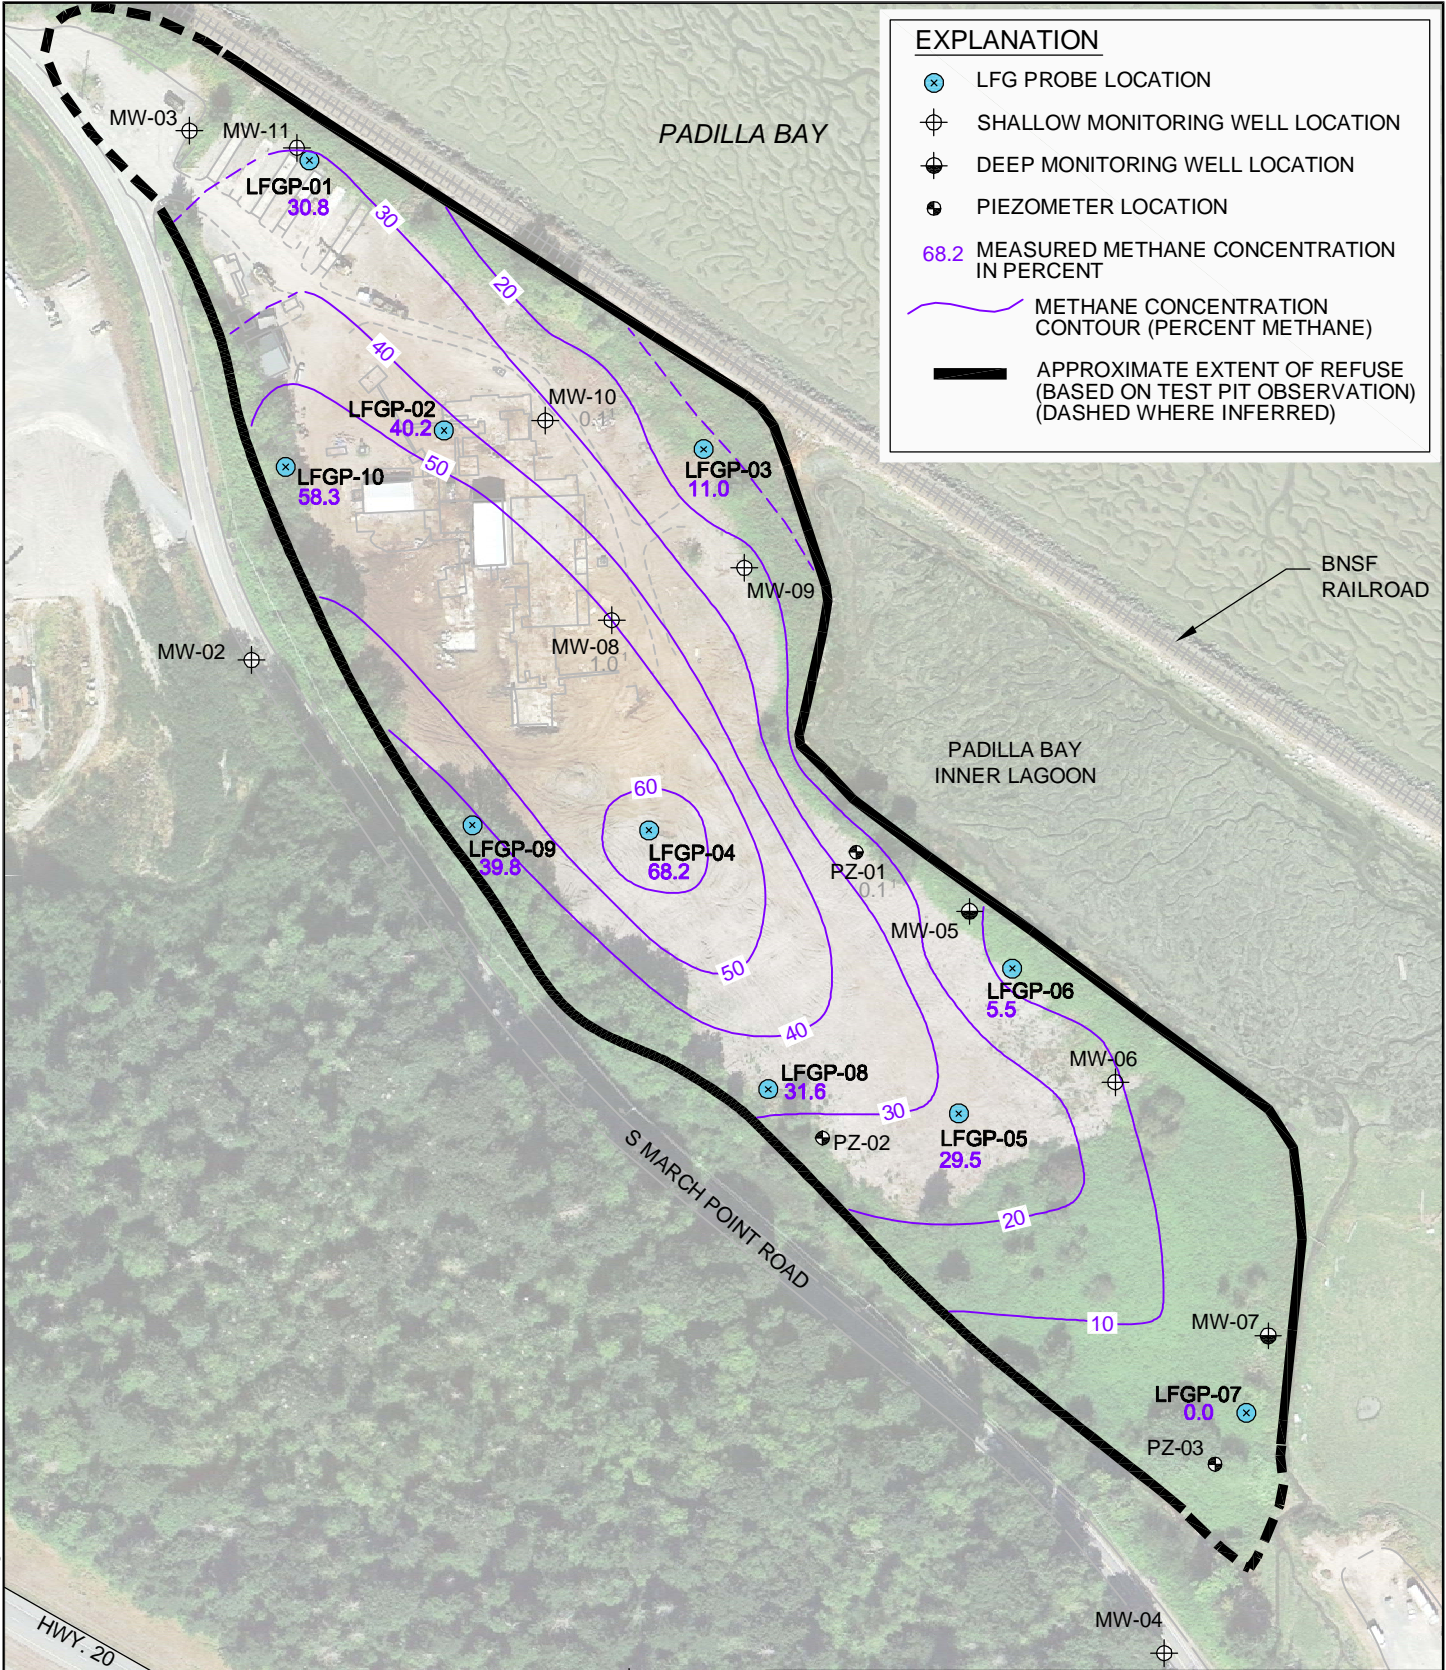 EXPLANATION
LFG PROBE LOCATION
SHALLOW MONITORING WELL LOCATION
DEEP MONITORING WELL LOCATION
PIEZOMETER LOCATION
68.2 MEASURED METHANE CONCENTRATION
IN PERCENT
METHANE CONCENTRATION
CONTOUR (PERCENT METHANE)
APPROXIMATE EXTENT OF REFUSE
(BASED ON TEST PIT OBSERVATION)
(DASHED WHERE INFERRED)
PADILLA BAY
MW-03
MW-11
LFGP-01
30.8
30
20
40
LFGP-02
40.2
MW-10
0.1¹
50
LFGP-10
58.3
LFGP-03
11.0
MW-09
BNSF
RAILROAD
MW-08
1.0¹
MW-02
PADILLA BAY
INNER LAGOON
60
LFGP-09
39.8
LFGP-04
68.2
PZ-01
0.1¹
MW-05
50
LFGP-06
5.5
40
MW-06
LFGP-08
31.6
30
LFGP-05
29.5
PZ-02
S MARCH POINT ROAD
20
10
MW-07
LFGP-07
0.0
PZ-03
MW-04
HWY. 20